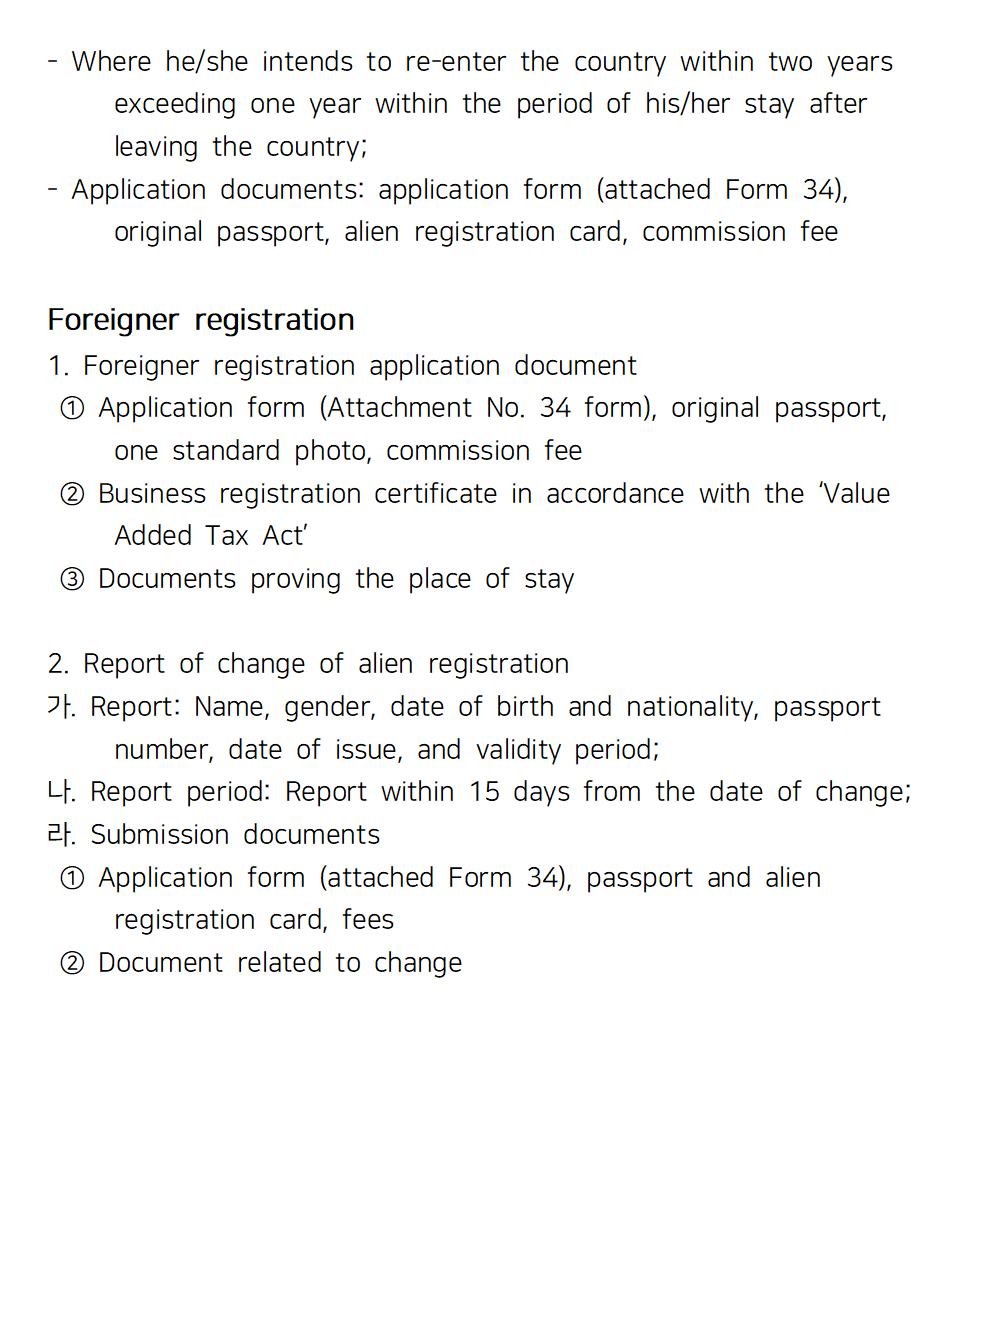 - Where he/she intends to re-enter the country within two years
exceeding one year within the period of his/her stay after
leaving the country;
- Application documents: application form (attached Form 34),
original passport, alien registration card, commission fee
Foreigner registration
1. Foreigner registration application document
① Application form (Attachment No. 34 form), original passport,
one standard photo, commission fee
② Business registration certificate in accordance with the ‘Value
Added Tax Act’
③ Documents proving the place of stay
2. Report of change of alien registration
가. Report: Name, gender, date of birth and nationality, passport
number, date of issue, and validity period;
나. Report period: Report within 15 days from the date of change;
라. Submission documents
① Application form (attached Form 34), passport and alien
registration card, fees
② Document related to change